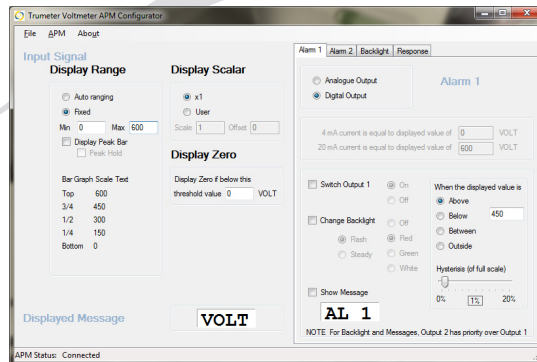 Trumeter Voltmeter APM Configurator
File APM About
Input Signal
Display Range
Auto ranging
Fixed
Min 0 Max 600
Display Peak Bar
Peak Hold
Bar Graph Scale Text
Top 600
3/4 450
1/2 300
1/4 150
Bottom 0
Display Scalar
x1
User
Scale 1 Offset 0
Display Zero
Display Zero if below this
threshold value 0 VOLT
Displayed Message
VOLT
Alarm 1 Alarm 2 Backlight Response
Analogue Output
Digital Output
Alarm 1
4 mA current is equal to displayed value of 0 VOLT
20 mA current is equal to displayed value of 600 VOLT
Switch Output 1
On
Off
Change Backlight
Off
Flash
Red
Steady
Green
White
When the displayed value is
Above
Below
450
Between
Outside
Hysterisis (of full scale)
0% 1% 20%
Show Message
AL 1
NOTE For Backlight and Messages, Output 2 has priority over Output 1
APM Status: Connected